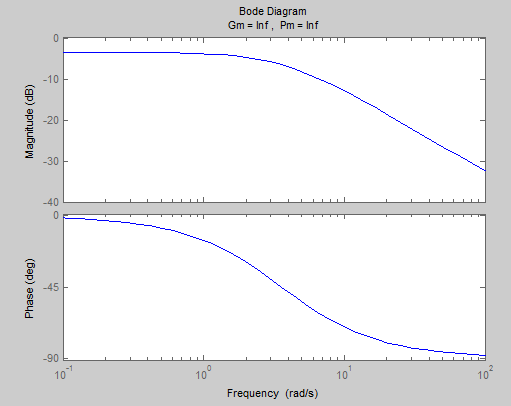 Bode Diagram
Gm = Inf , Pm = Inf
Magnitude (dB)
0
-10
-20
-30
-40
Phase (deg)
0
-45
-90
10^-1
10^0
10^1
10^2
Frequency (rad/s)